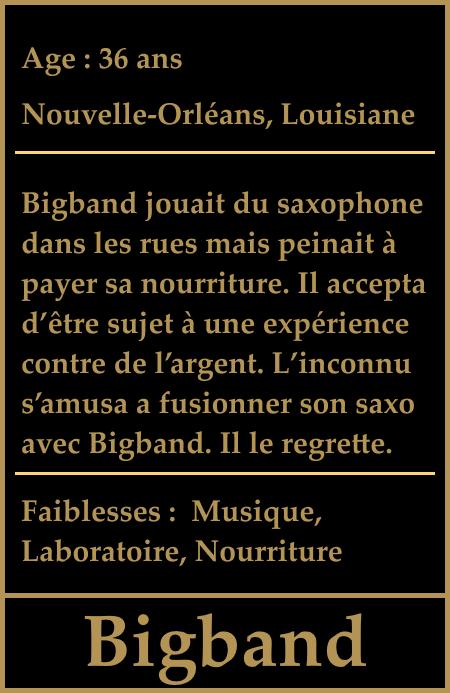 Age : 36 ans
Nouvelle-Orléans, Louisiane
Bigband jouait du saxophone
dans les rues mais peinait à
payer sa nourriture. Il accepta
d’être sujet à une expérience
contre de l’argent. L’inconnu
s’amusa a fusionner son saxo
avec Bigband. Il le regrette.
Faiblesses :  Musique,
Laboratoire, Nourriture
Bigband